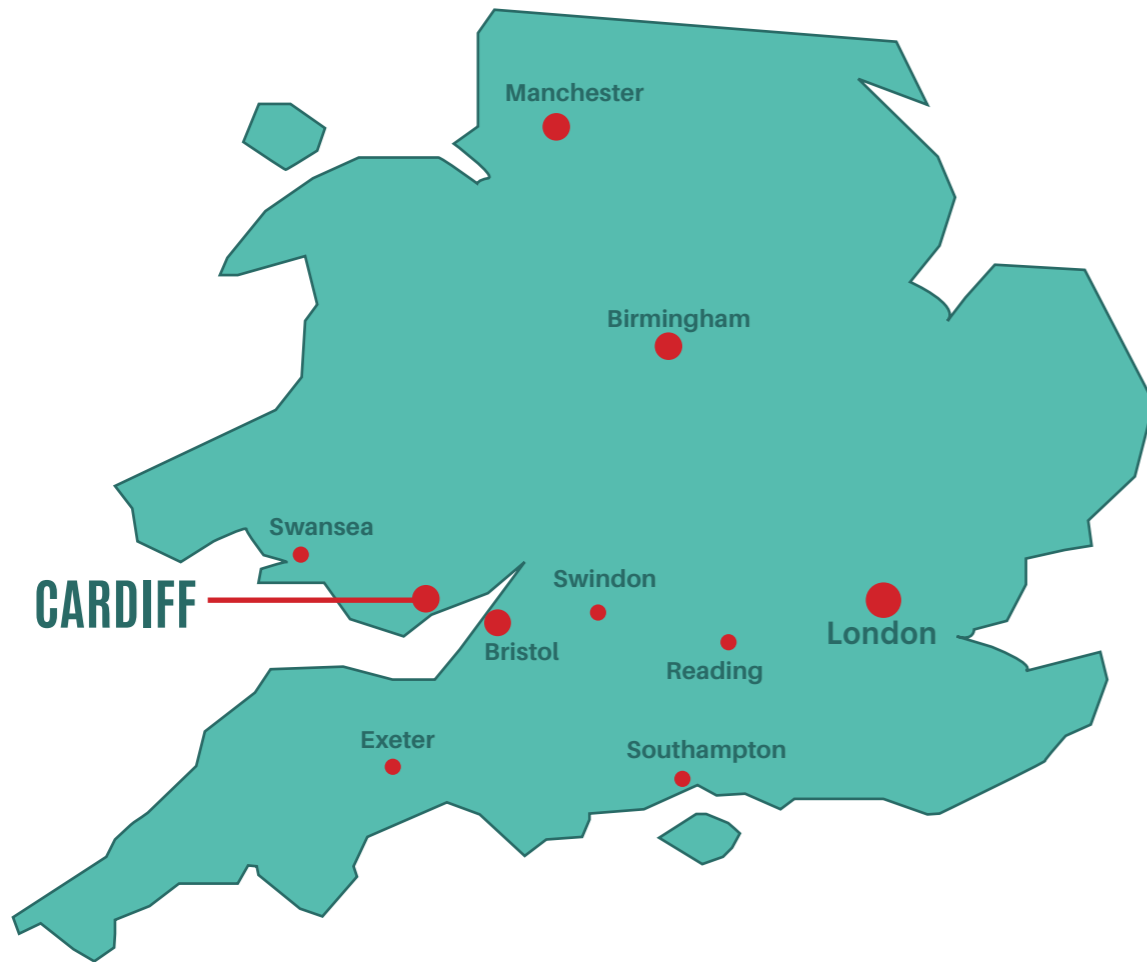 Manchester
Birmingham
Swansea
Swindon
CARDIFF
London
Bristol
Reading
Exeter
Southampton